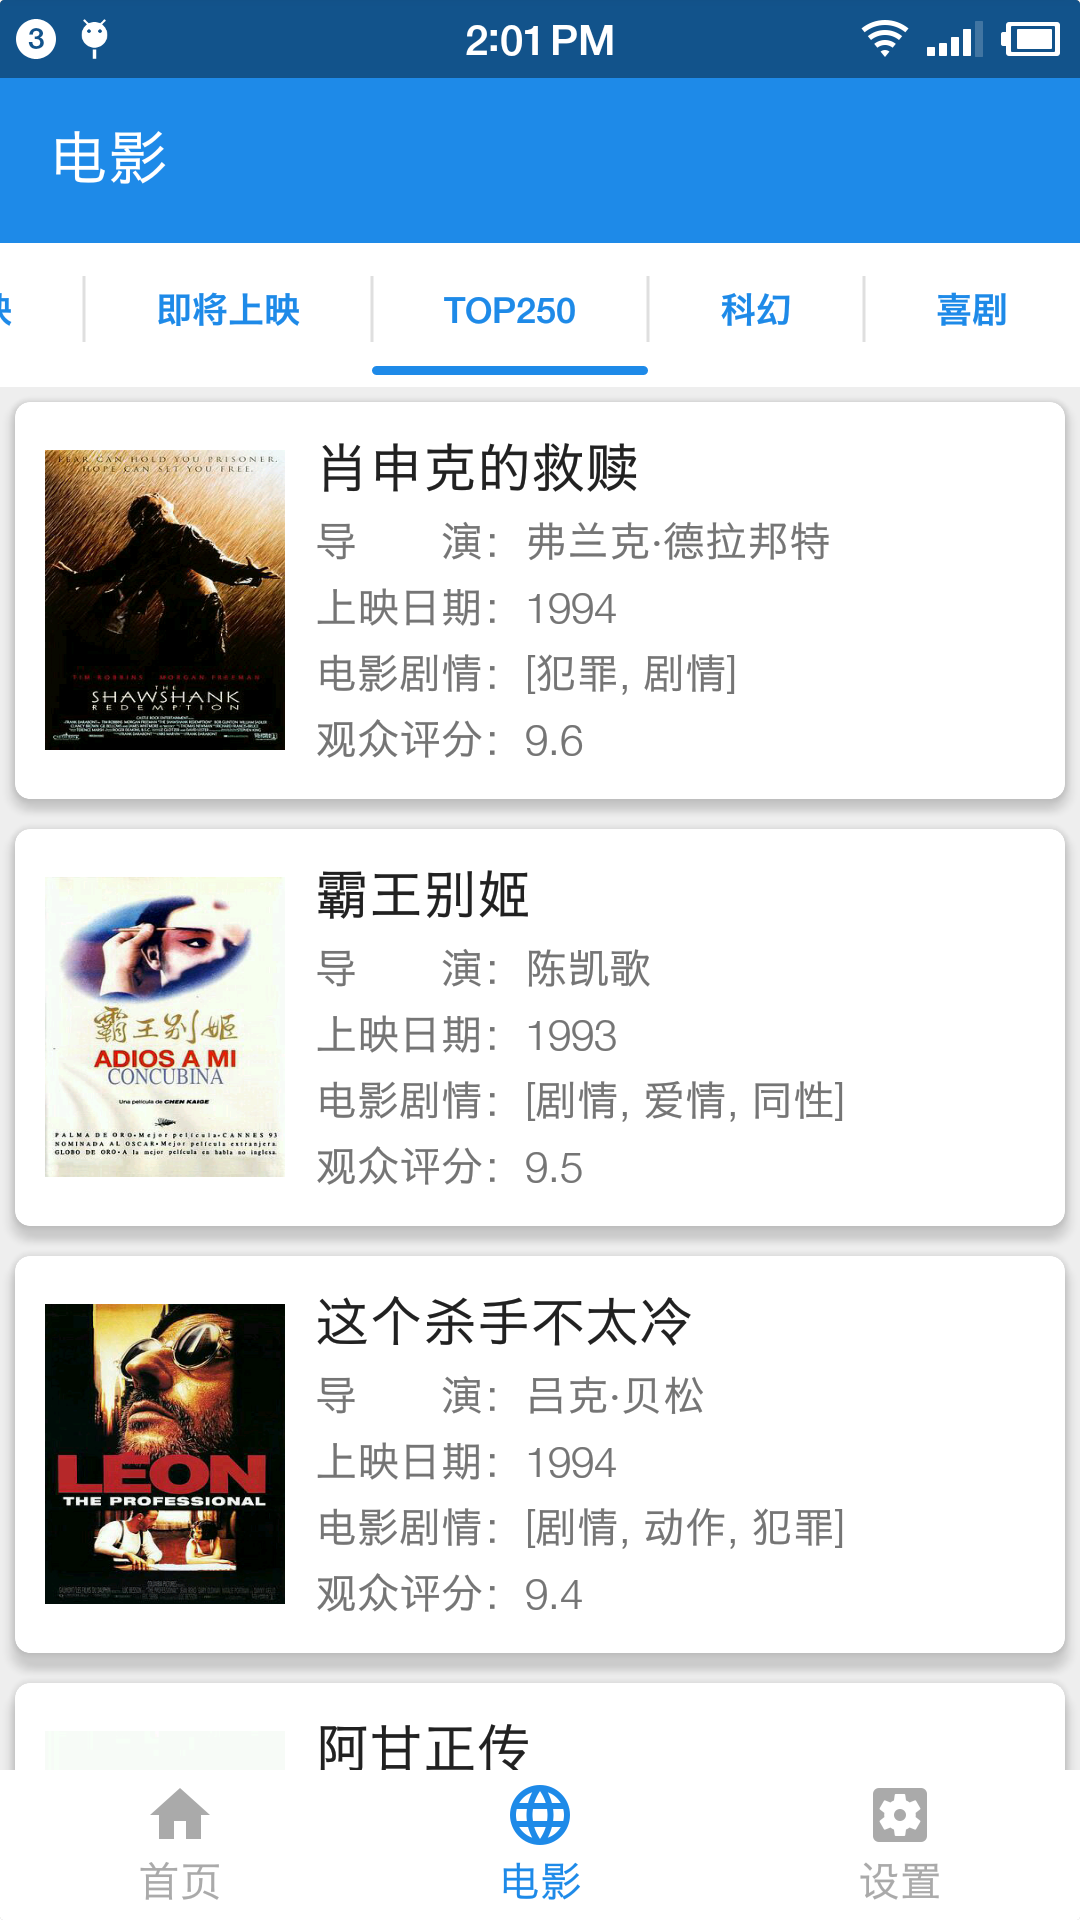 3
2:01 PM
电影
映
即将上映
TOP250
科幻
喜剧
FEAR CAN HOLD YOU PRISONER.
HOPE CAN SET YOU FREE.
TIM ROBBINS MORGAN FREEMAN
THE
SHAWSHANK
REDEMPTION
肖申克的救赎
导 演：弗兰克·德拉邦特
上映日期：1994
电影剧情：[犯罪, 剧情]
观众评分：9.6
霸王别姬
ADIOS A MI
CONCUBINA
Una película de CHEN KAIGE
PALMA DE ORO•Mejor película•CANNES 93
NOMINADA AL OSCAR•Mejor película extranjera.
GLOBO DE ORO•A la mejor película en habla no inglesa.
霸王别姬
导 演：陈凯歌
上映日期：1993
电影剧情：[剧情, 爱情, 同性]
观众评分：9.5
LEON
THE PROFESSIONAL
这个杀手不太冷
导 演：吕克·贝松
上映日期：1994
电影剧情：[剧情, 动作, 犯罪]
观众评分：9.4
阿甘正传
首页
电影
设置